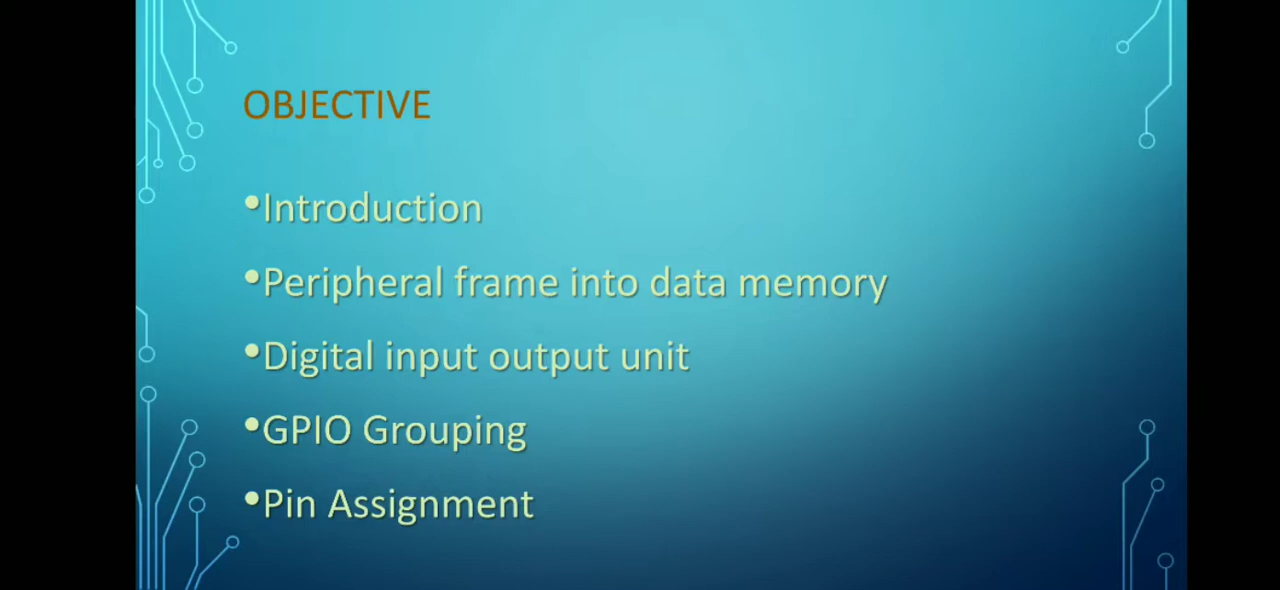 OBJECTIVE
•Introduction
•Peripheral frame into data memory
•Digital input output unit
•GPIO Grouping
•Pin Assignment